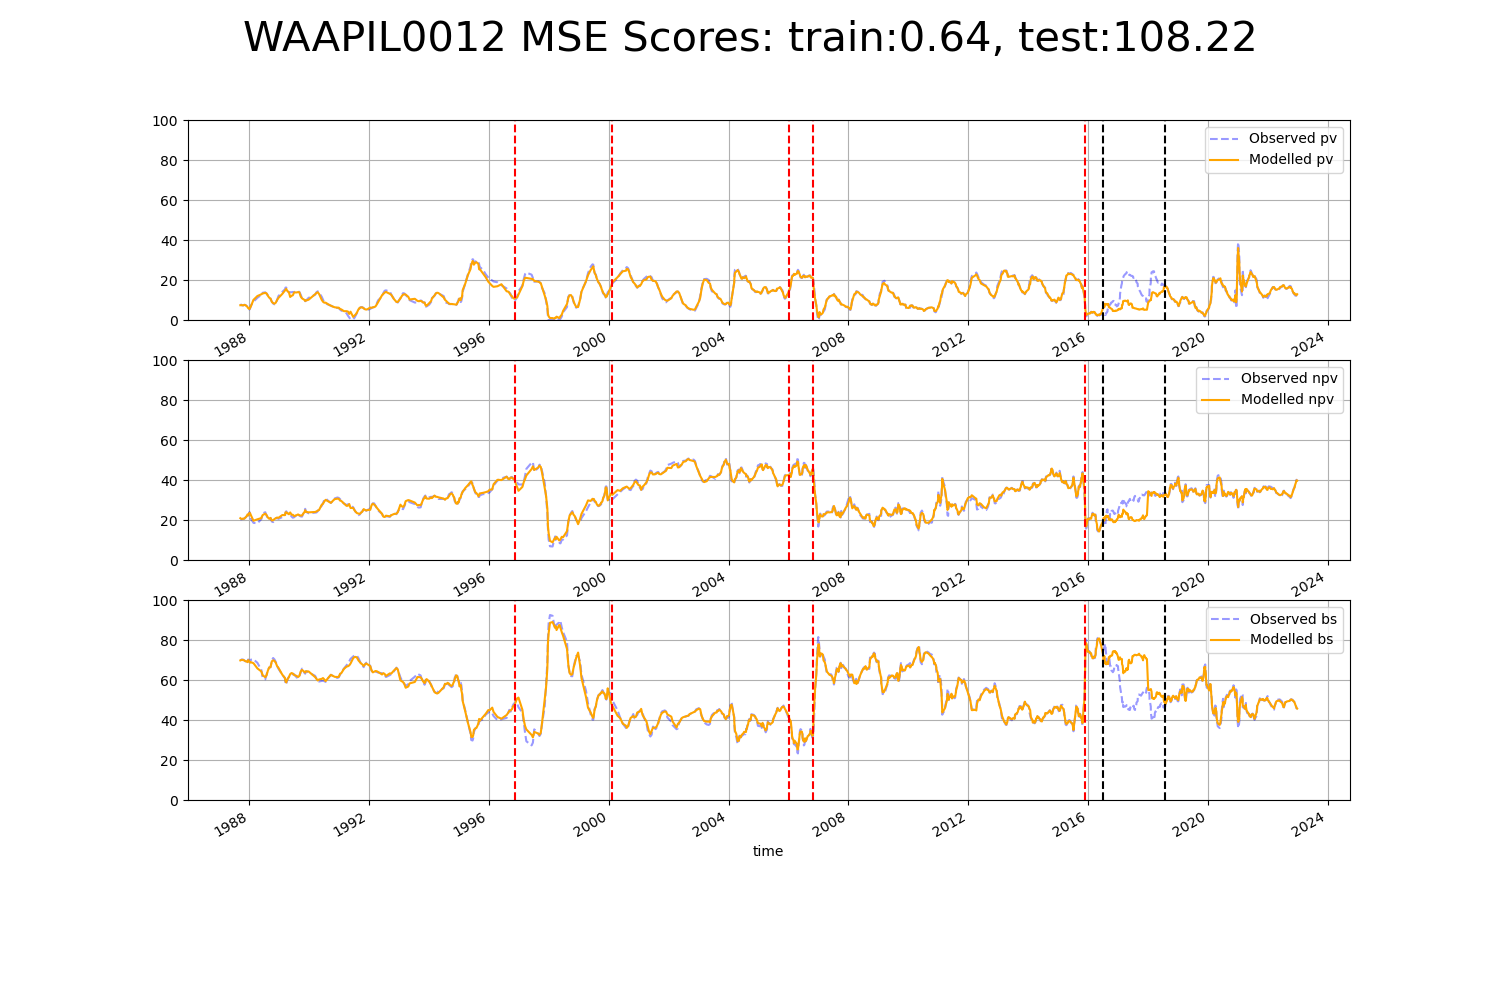 WAAPIL0012 MSE Scores: train:0.64, test:108.22
100
80
60
40
20
0
Observed pv
Modelled pv
1988 1992 1996 2000 2004 2008 2012 2016 2020 2024
100
80
60
40
20
0
Observed npv
Modelled npv
1988 1992 1996 2000 2004 2008 2012 2016 2020 2024
100
80
60
40
20
0
Observed bs
Modelled bs
1988 1992 1996 2000 2004 2008 2012 2016 2020 2024
time